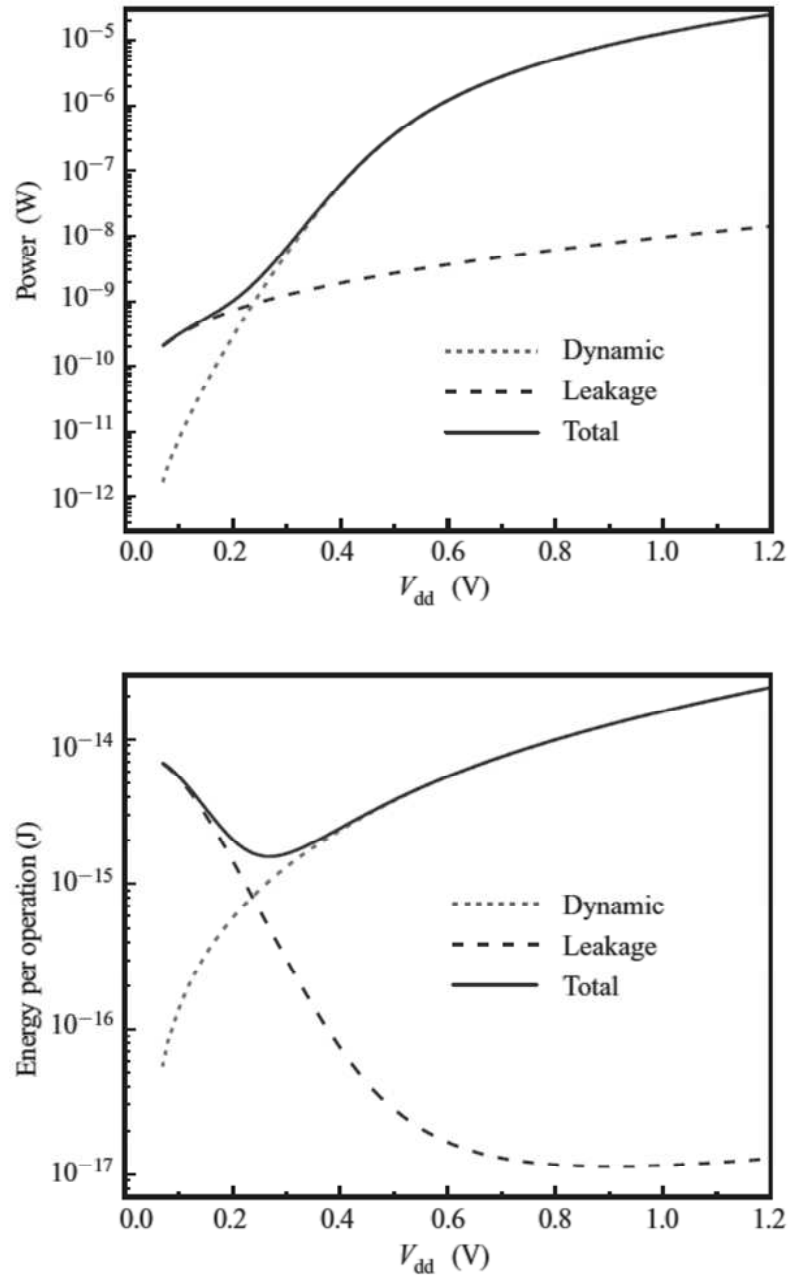 10⁻⁵
10⁻⁶
10⁻⁷
10⁻⁸
10⁻⁹
10⁻¹⁰
10⁻¹¹
10⁻¹²
Power (W)
Dynamic
Leakage
Total
0.0 0.2 0.4 0.6 0.8 1.0 1.2
V_dd (V)
10⁻¹⁴
10⁻¹⁵
10⁻¹⁶
10⁻¹⁷
Energy per operation (J)
Dynamic
Leakage
Total
0.0 0.2 0.4 0.6 0.8 1.0 1.2
V_dd (V)